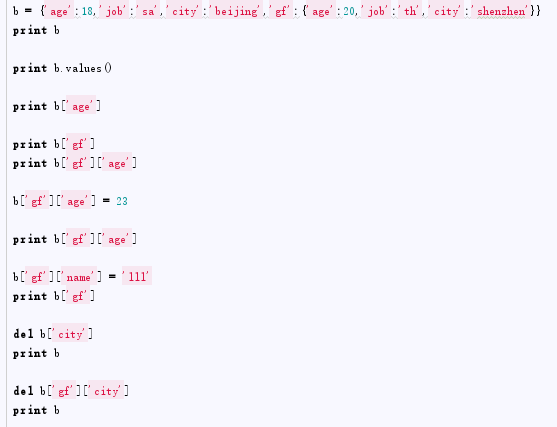 b = {'age':18,'job':'sa','city':'beijing','gf':{'age':20,'job':'th','city':'shenzhen'}}
print b
print b.values()
print b['age']
print b['gf']
print b['gf']['age']
b['gf']['age'] = 23
print b['gf']['age']
b['gf']['name'] = 'lll'
print b['gf']
del b['city']
print b
del b['gf']['city']
print b